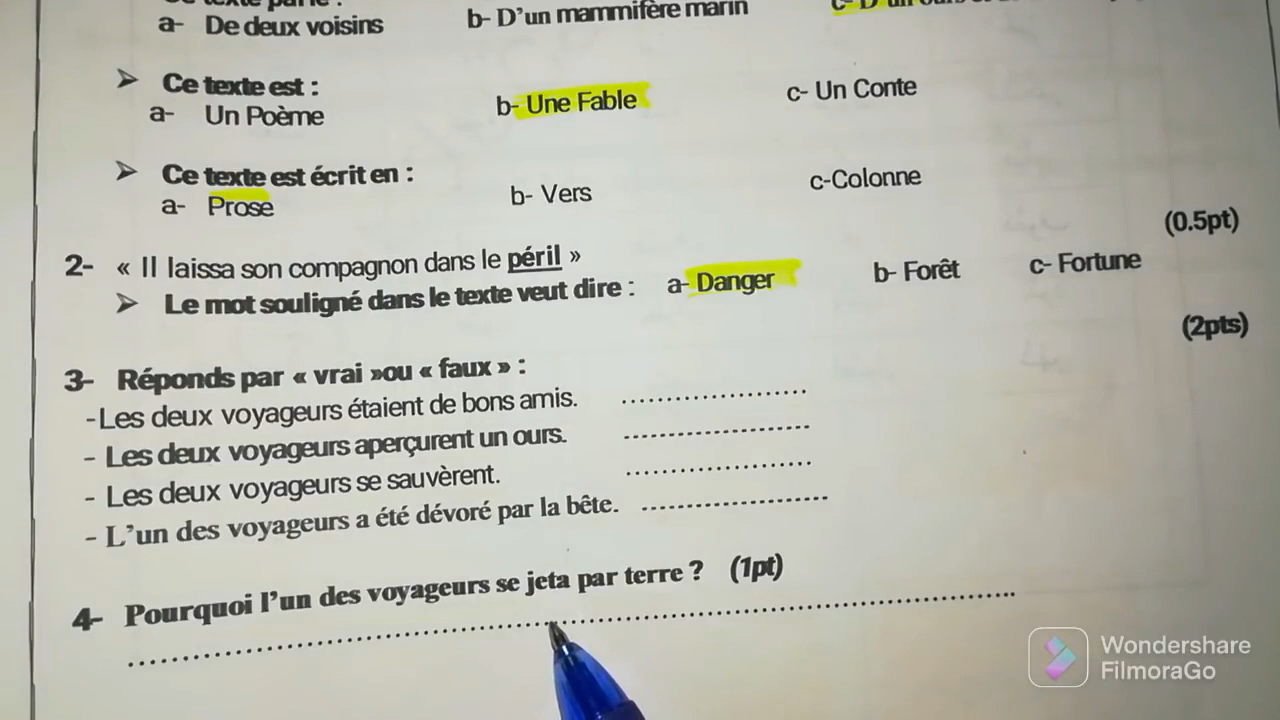 a- De deux voisins b- D'un mammifère marin
➢ Ce texte est :
a- Un Poème b- Une Fable c- Un Conte
➢ Ce texte est écrit en :
a- Prose b- Vers c-Colonne
(0.5pt)
2- « Il laissa son compagnon dans le péril »
➢ Le mot souligné dans le texte veut dire : a- Danger b- Forêt c- Fortune
(2pts)
3- Réponds par « vrai »ou « faux » :
-Les deux voyageurs étaient de bons amis. ......................
- Les deux voyageurs aperçurent un ours. ......................
- Les deux voyageurs se sauvèrent. ......................
- L'un des voyageurs a été dévoré par la bête. ......................
4- Pourquoi l'un des voyageurs se jeta par terre ? (1pt)
Wondershare
FilmoraGo